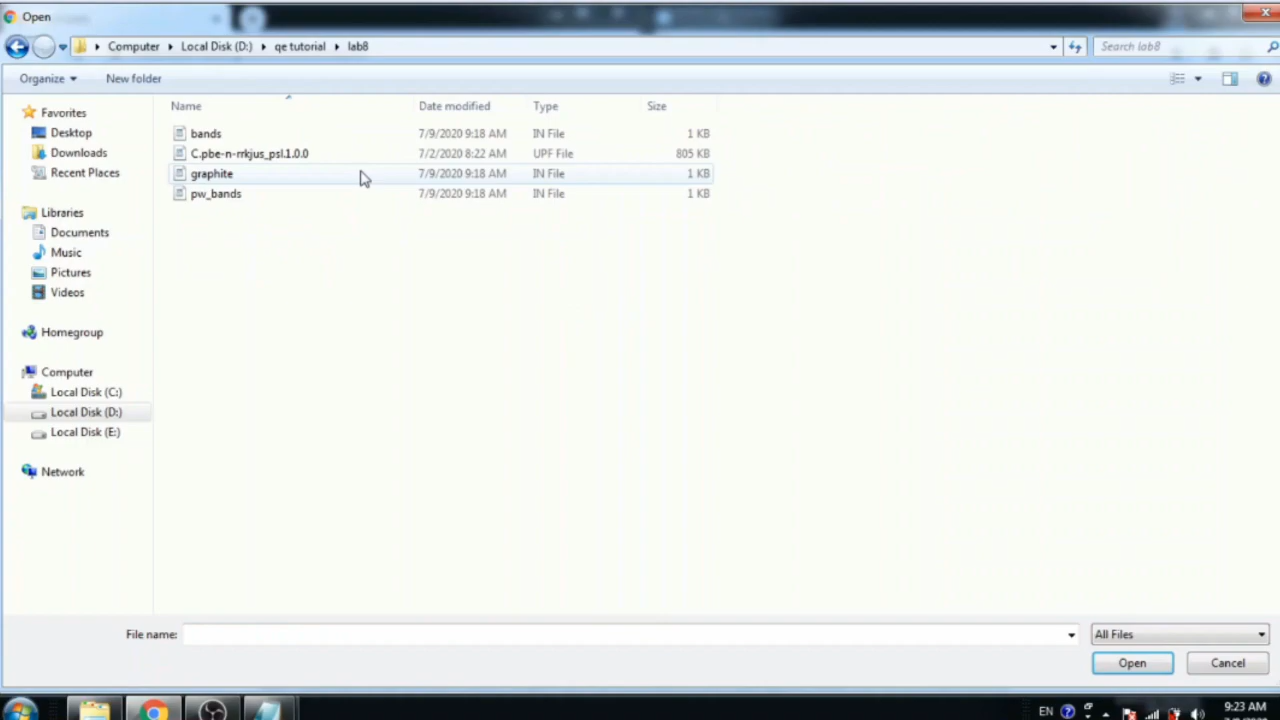 Open
Computer Local Disk (D:) qe tutorial lab8 Search lab8
Organize New folder
Name Date modified Type Size
Favorites
Desktop
Downloads
Recent Places
Libraries
Documents
Music
Pictures
Videos
Homegroup
Computer
Local Disk (C:)
Local Disk (D:)
Local Disk (E:)
Network
bands 7/9/2020 9:18 AM IN File 1 KB
C.pbe-n-rrkjus_psl.1.0.0 7/2/2020 8:22 AM UPF File 805 KB
graphite 7/9/2020 9:18 AM IN File 1 KB
pw_bands 7/9/2020 9:18 AM IN File 1 KB
File name: All Files
Open Cancel
EN 9:23 AM